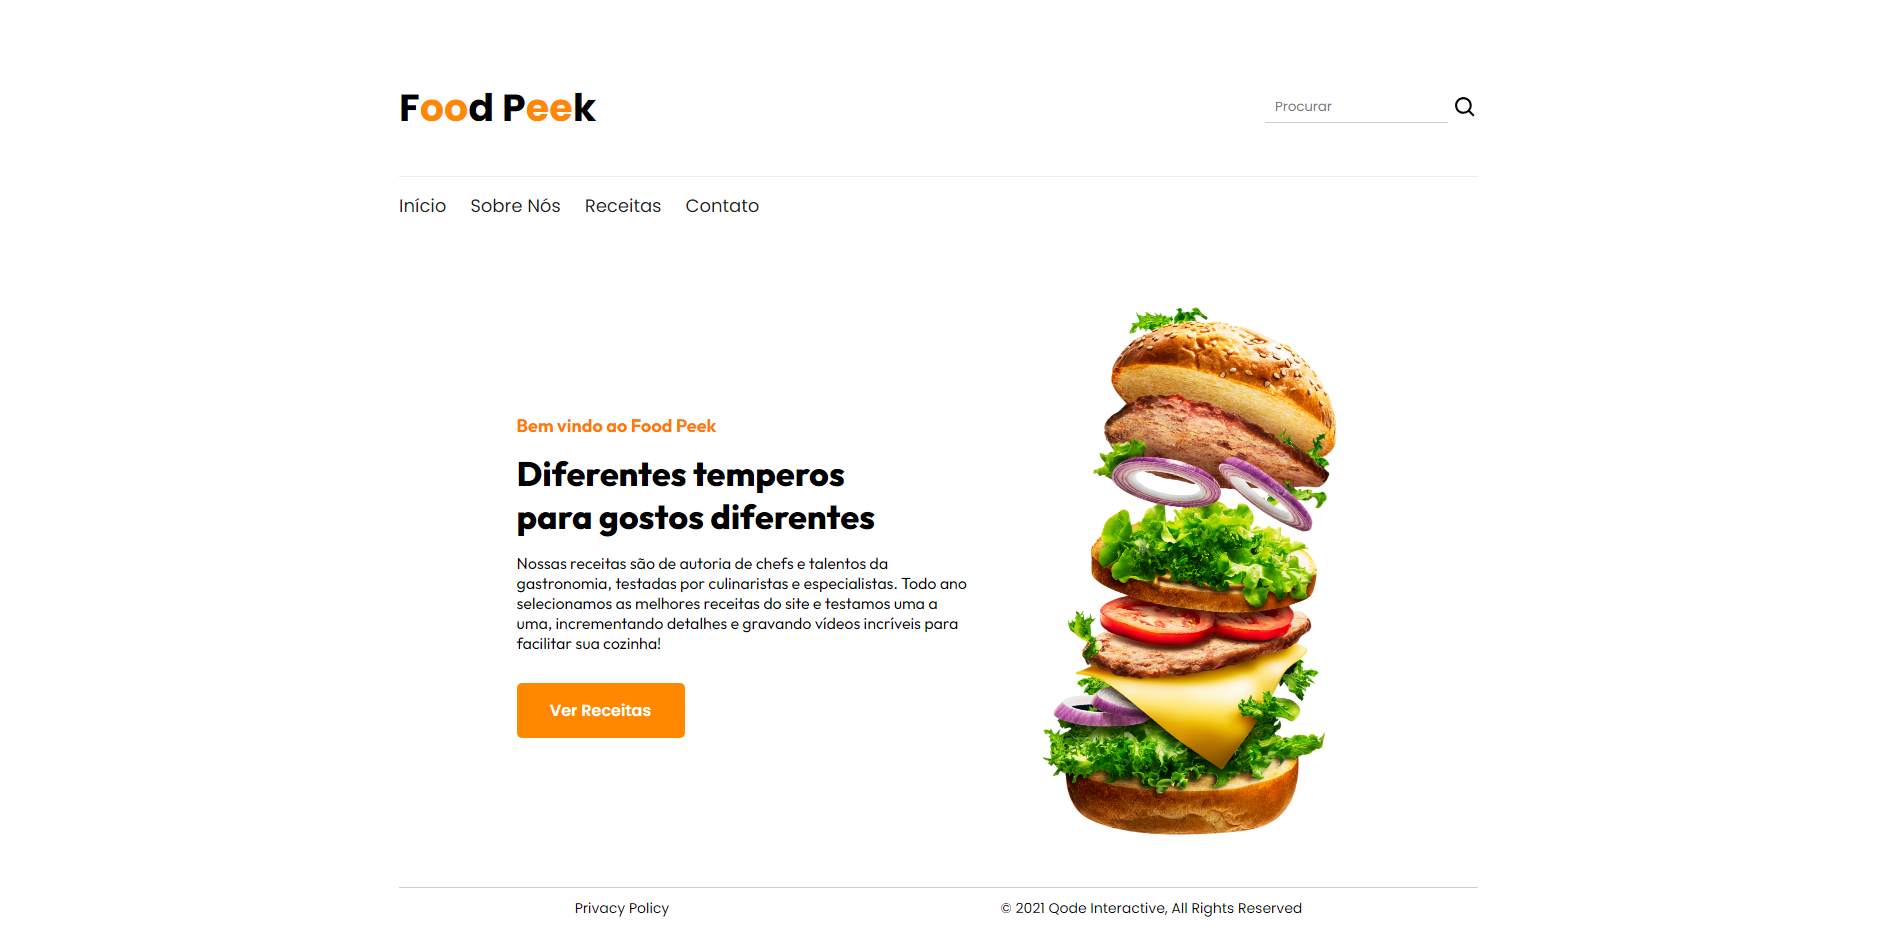 Food Peek
Procurar
Início Sobre Nós Receitas Contato
Bem vindo ao Food Peek
Diferentes temperos
para gostos diferentes
Nossas receitas são de autoria de chefs e talentos da
gastronomia, testadas por culinaristas e especialistas. Todo ano
selecionamos as melhores receitas do site e testamos uma a
uma, incrementando detalhes e gravando vídeos incríveis para
facilitar sua cozinha!
Ver Receitas
Privacy Policy
© 2021 Qode Interactive, All Rights Reserved